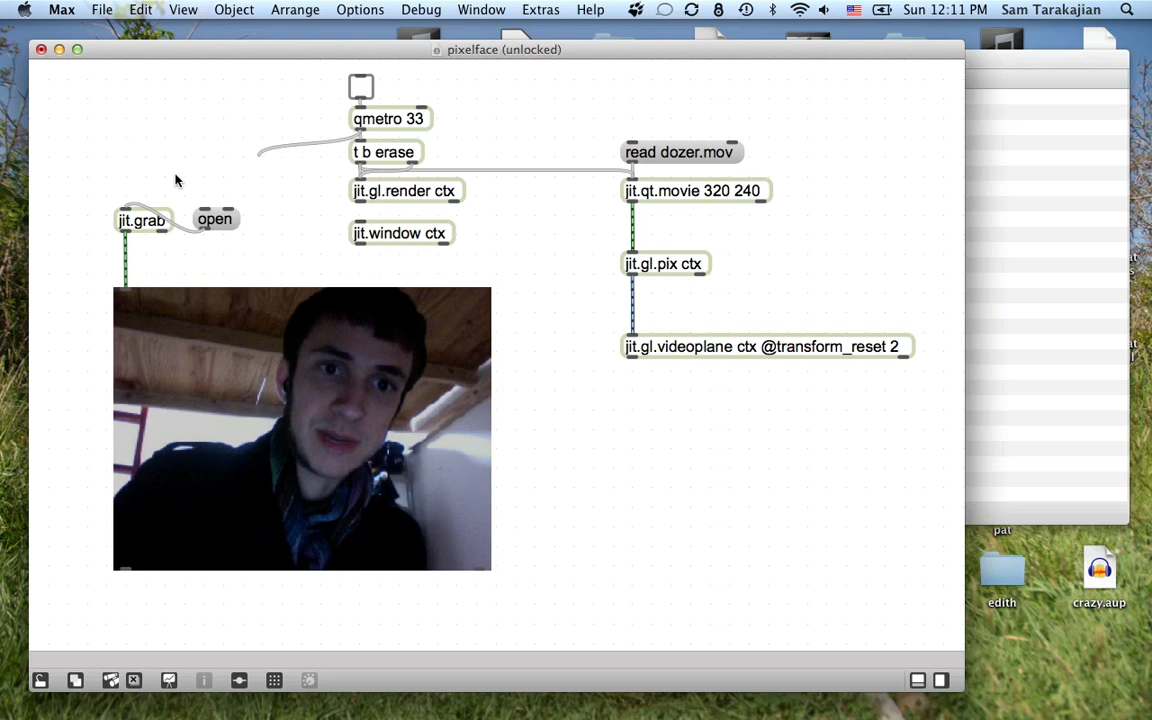 Max File Edit View Object Arrange Options Debug Window Extras Help Sun 12:11 PM Sam Tarakajian
pixelface (unlocked)
qmetro 33
t b erase
read dozer.mov
jit.gl.render ctx
jit.qt.movie 320 240
jit.grab
open
jit.window ctx
jit.gl.pix ctx
jit.gl.videoplane ctx @transform_reset 2
pat
edith
crazy.aup